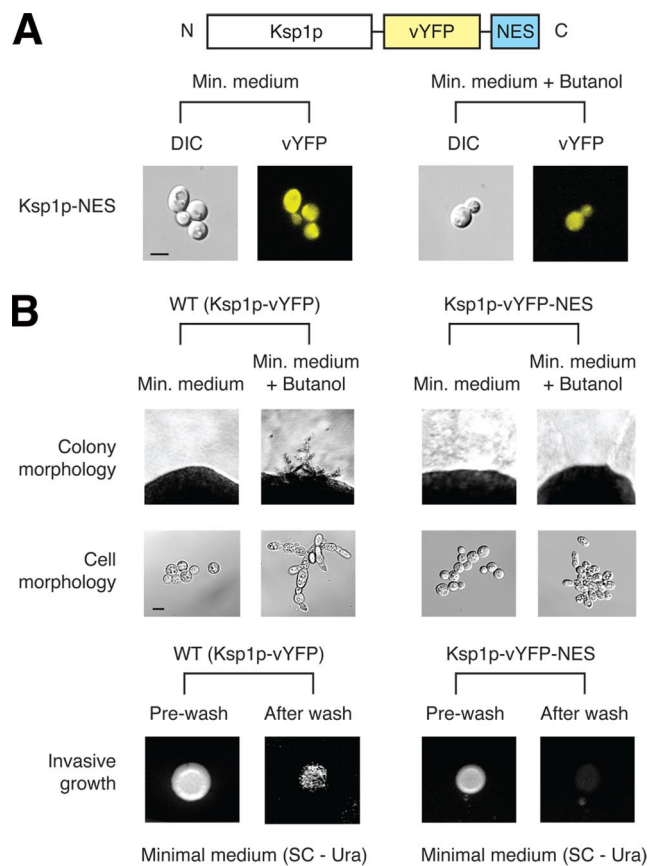 A
N Ksp1p vYFP NES C
Min. medium Min. medium + Butanol
DIC vYFP DIC vYFP
Ksp1p-NES
B
WT (Ksp1p-vYFP) Ksp1p-vYFP-NES
Min. medium Min. medium + Butanol Min. medium Min. medium + Butanol
Colony
morphology
Cell
morphology
WT (Ksp1p-vYFP) Ksp1p-vYFP-NES
Pre-wash After wash Pre-wash After wash
Invasive
growth
Minimal medium (SC - Ura) Minimal medium (SC - Ura)